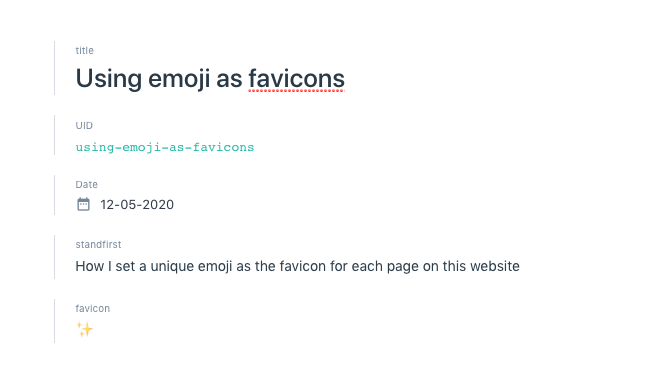 title
Using emoji as favicons
UID
using-emoji-as-favicons
Date
12-05-2020
standfirst
How I set a unique emoji as the favicon for each page on this website
favicon
✨